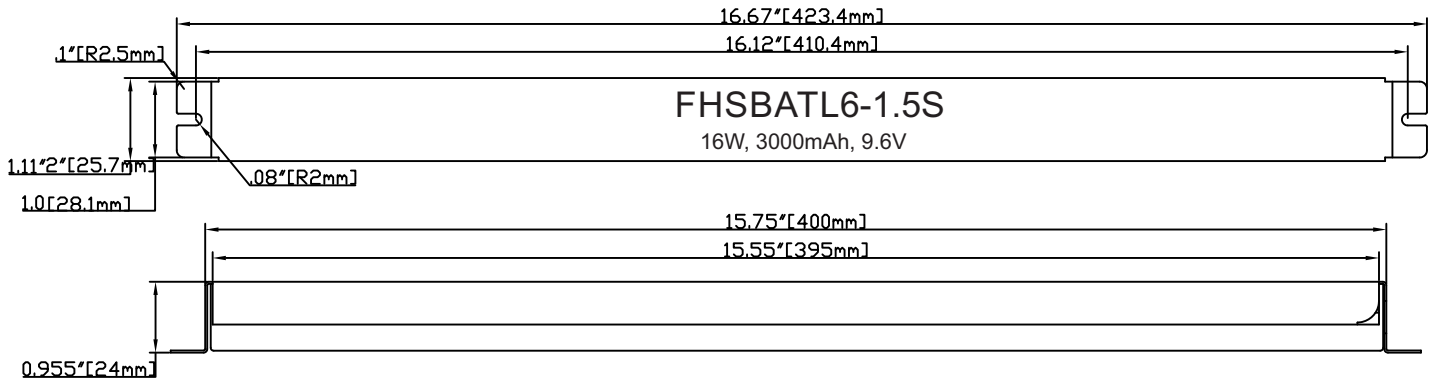 16.67"[423.4mm]
16.12"[410.4mm]
.1"[R2.5mm]
FHSBATL6-1.5S
16W, 3000mAh, 9.6V
1.11"2"[25.7mm]
.08"[R2mm]
1.0[28.1mm]
15.75"[400mm]
15.55"[395mm]
0.955"[24mm]